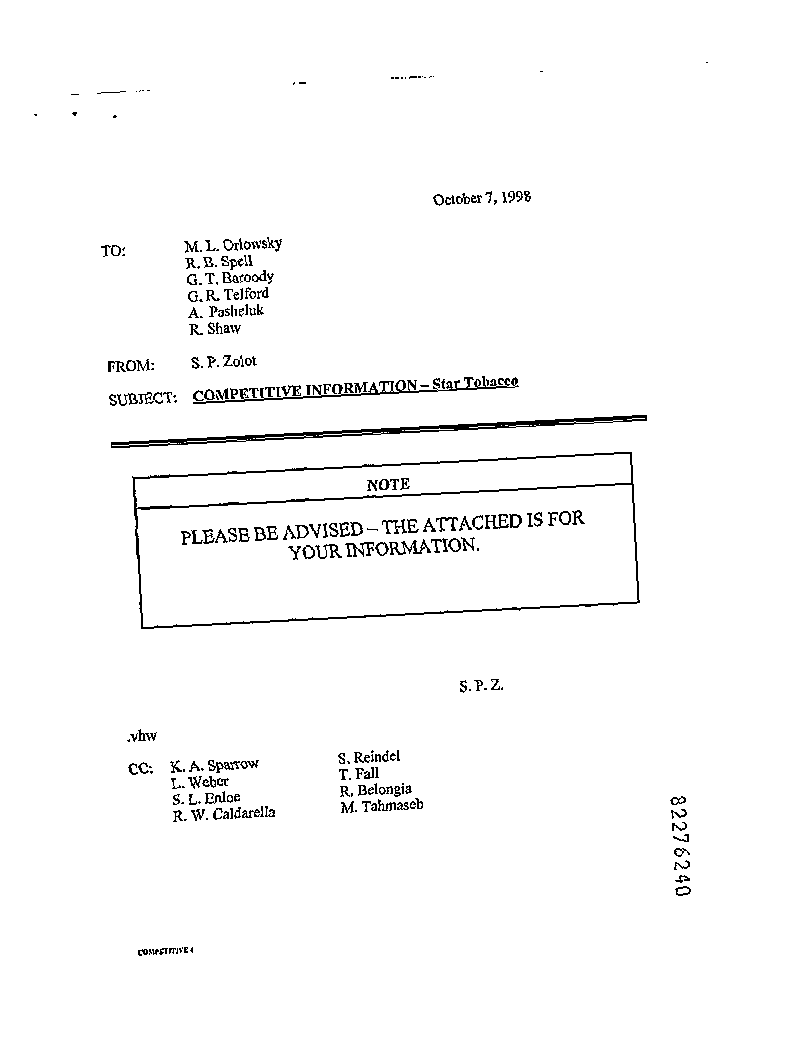 October 7, 1998
TO: M. L. Orlowsky
R. B. Spell
G. T. Baroody
G. R. Telford
A. Pasheluk
R. Shaw
FROM: S. P. Zolot
SUBJECT: COMPETITIVE INFORMATION – Star Tobacco
NOTE
PLEASE BE ADVISED – THE ATTACHED IS FOR
YOUR INFORMATION.
S. P. Z.
.vhw
CC: K. A. Sparrow
L. Weber
S. L. Enloe
R. W. Caldarella
S. Reindel
T. Fall
R. Belongia
M. Tahmaseb
82276240
COMPETITIVE 4